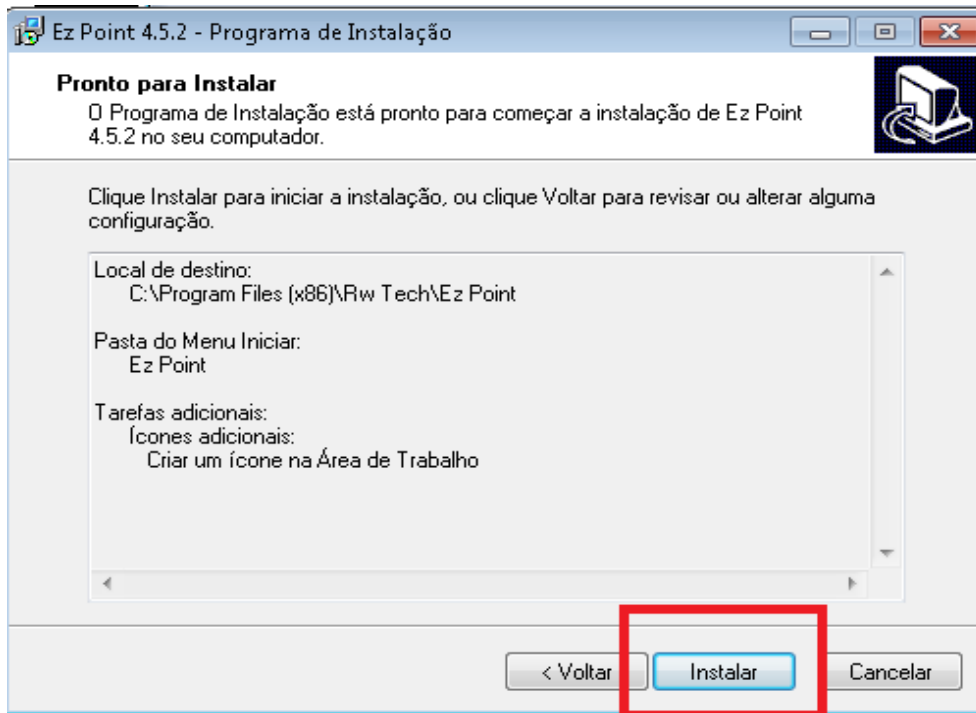 Ez Point 4.5.2 - Programa de Instalação
Pronto para Instalar
O Programa de Instalação está pronto para começar a instalação de Ez Point
4.5.2 no seu computador.
Clique Instalar para iniciar a instalação, ou clique Voltar para revisar ou alterar alguma
configuração.
Local de destino:
C:\Program Files (x86)\Rw Tech\Ez Point
Pasta do Menu Iniciar:
Ez Point
Tarefas adicionais:
Ícones adicionais:
Criar um ícone na Área de Trabalho
< Voltar Instalar Cancelar